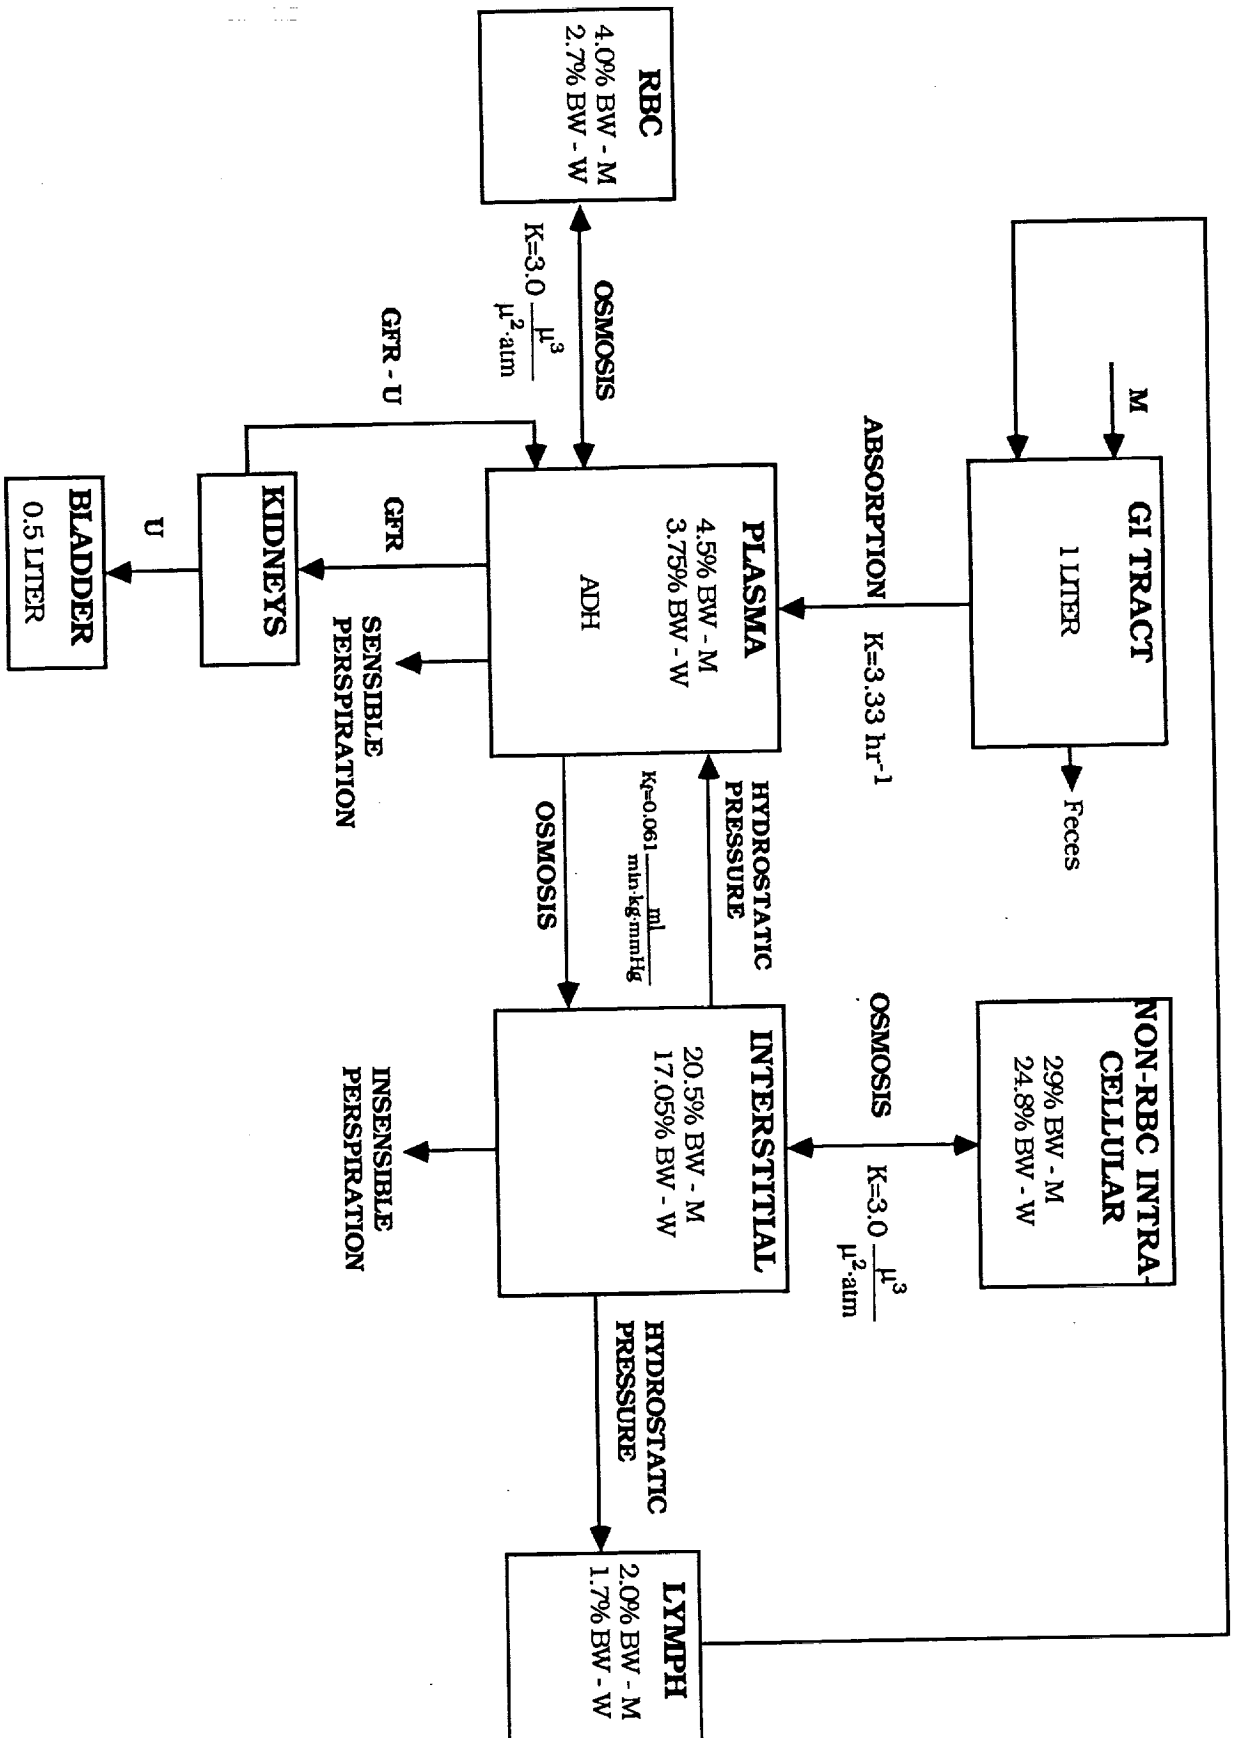 M
GI TRACT
1 LITER
Feces
NON-RBC INTRA-
CELLULAR
29% BW - M
24.8% BW - W
ABSORPTION
K=3.33 hr⁻¹
OSMOSIS
K=3.0 μ³
μ²·atm
RBC
4.0% BW - M
2.7% BW - W
OSMOSIS
K=3.0 μ³
μ²·atm
PLASMA
4.5% BW - M
3.75% BW - W
ADH
HYDROSTATIC
PRESSURE
Kf=0.061 ml
min·kg·mmHg
OSMOSIS
INTERSTITIAL
20.5% BW - M
17.05% BW - W
HYDROSTATIC
PRESSURE
LYMPH
2.0% BW - M
1.7% BW - W
GFR - U
GFR
SENSIBLE
PERSPIRATION
INSENSIBLE
PERSPIRATION
KIDNEYS
U
BLADDER
0.5 LITER